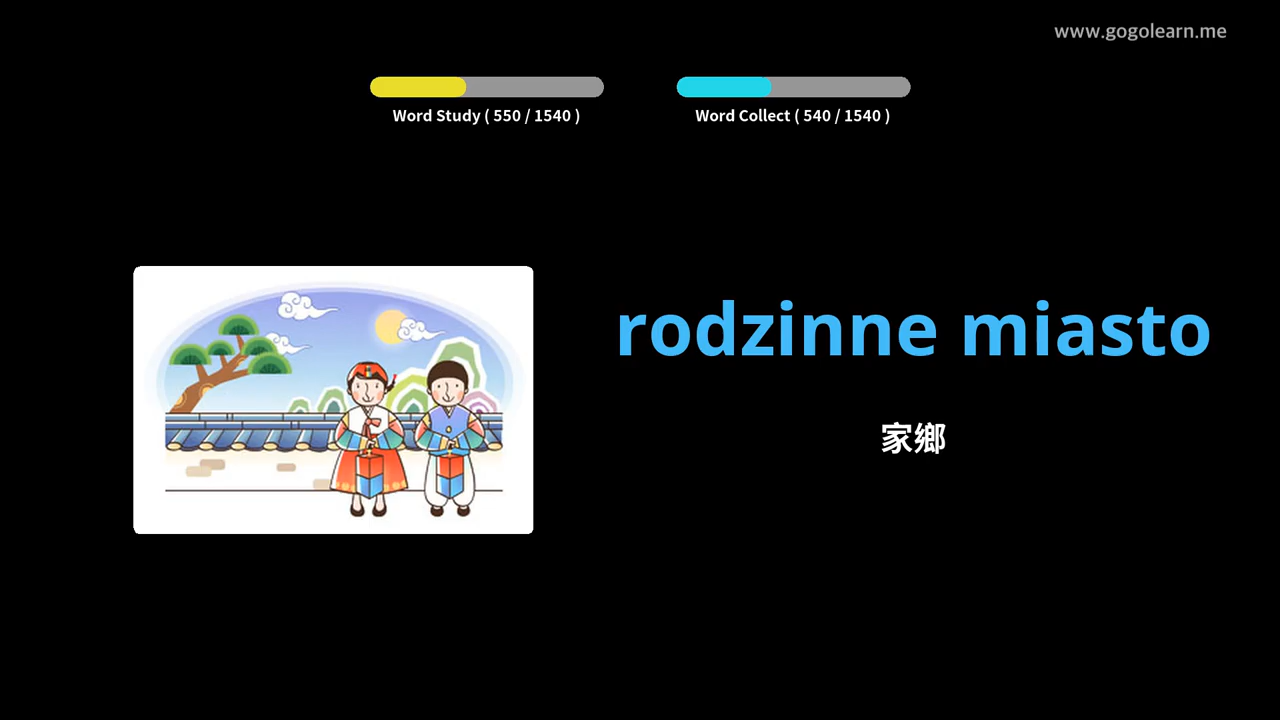 www.gogolearn.me
Word Study ( 550 / 1540 )
Word Collect ( 540 / 1540 )
rodzinne miasto
家鄉